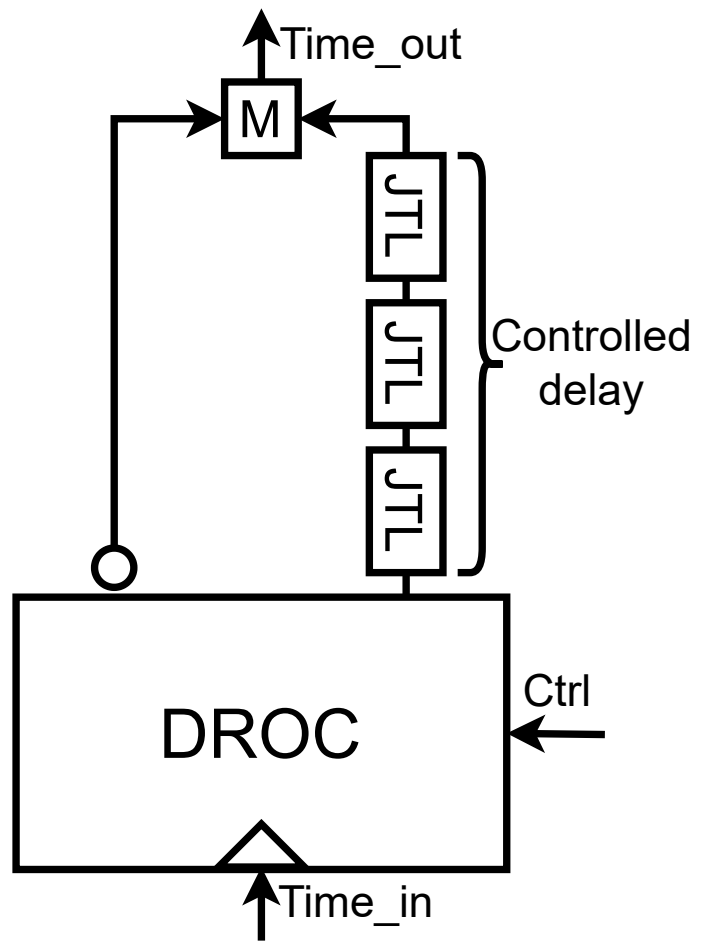 Time_out
M
JTL
JTL
Controlled
delay
JTL
Ctrl
DROC
Time_in